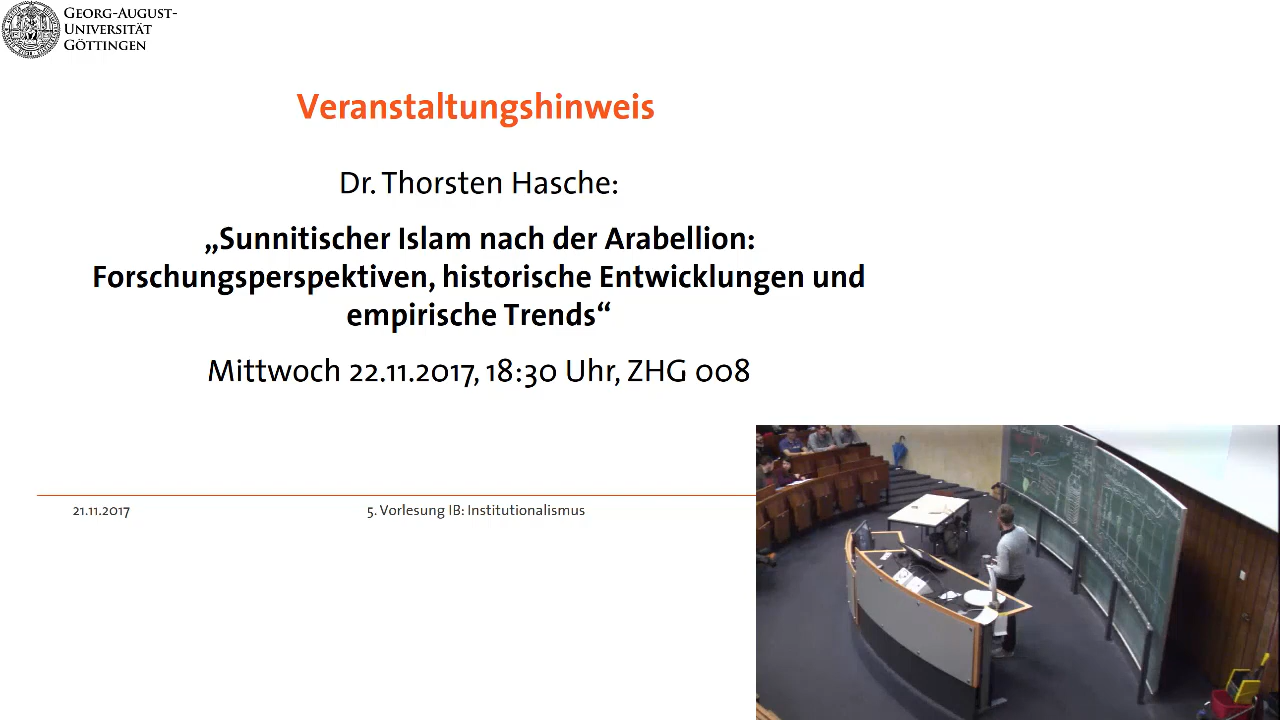 GEORG-AUGUST-
UNIVERSITÄT
GÖTTINGEN
Veranstaltungshinweis
Dr. Thorsten Hasche:
„Sunnitischer Islam nach der Arabellion:
Forschungsperspektiven, historische Entwicklungen und
empirische Trends“
Mittwoch 22.11.2017, 18:30 Uhr, ZHG 008
21.11.2017
5. Vorlesung IB: Institutionalismus